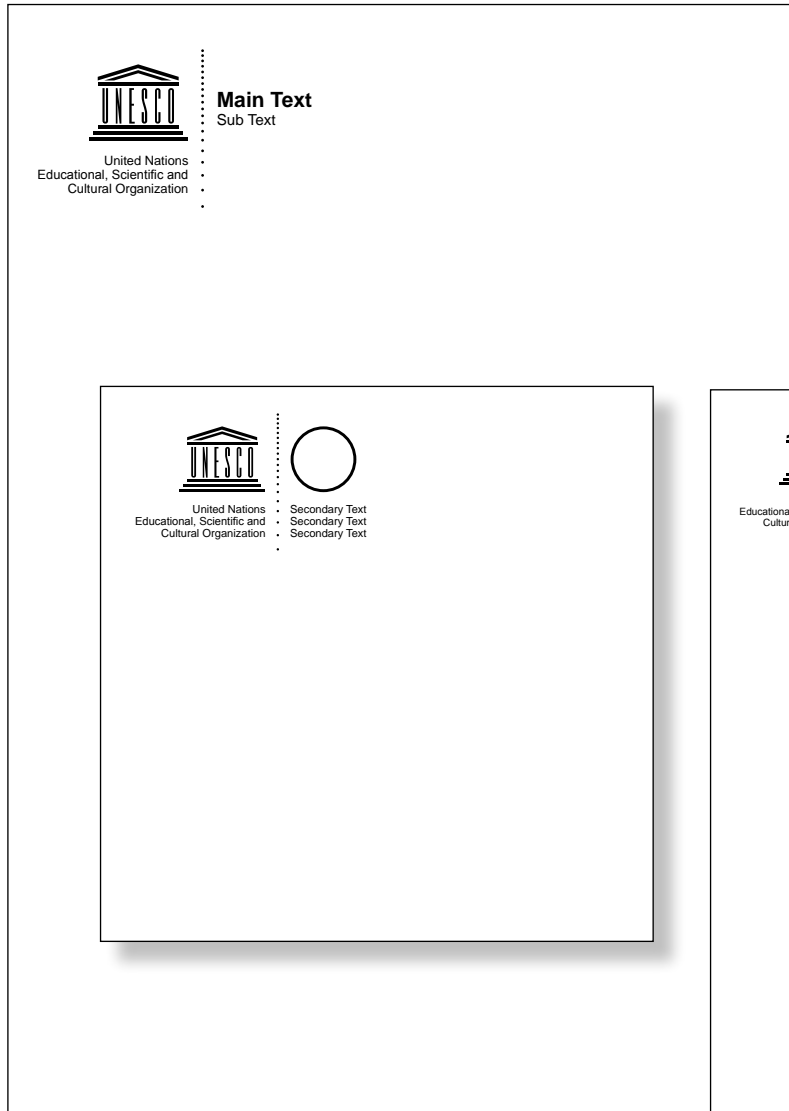 UNESCO
United Nations
Educational, Scientific and
Cultural Organization
Main Text
Sub Text
UNESCO
United Nations
Educational, Scientific and
Cultural Organization
Secondary Text
Secondary Text
Secondary Text